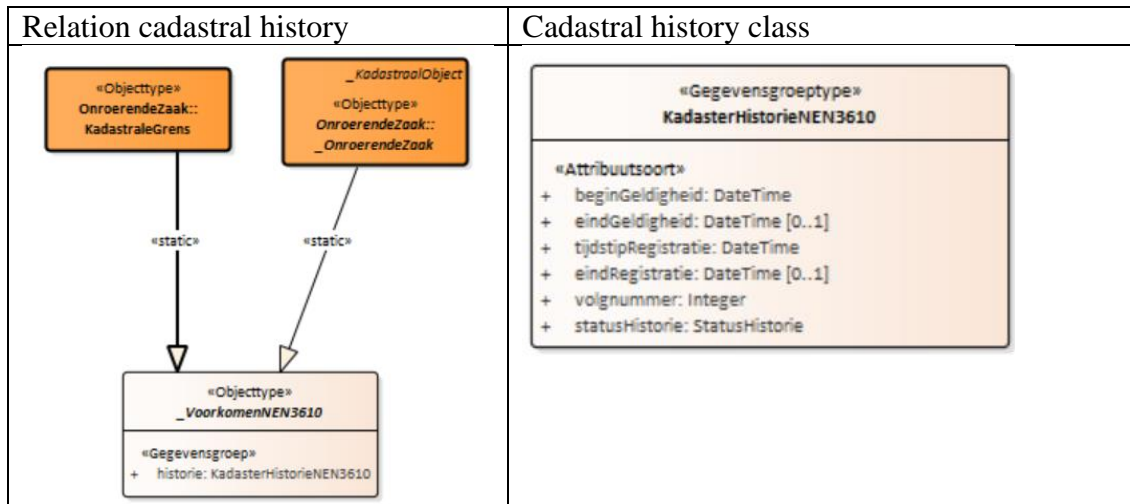 Relation cadastral history
Cadastral history class
«Objecttype»
OnroerendeZaak::
KadastraleGrens
_KadastraalObject
«Objecttype»
OnroerendeZaak::
_OnroerendeZaak
«static»
«static»
«Objecttype»
_VoorkomenNEN3610
«Gegevensgroep»
+ historie: KadasterHistorieNEN3610
«Gegevensgroeptype»
KadasterHistorieNEN3610
«Attribuutsoort»
+ beginGeldigheid: DateTime
+ eindGeldigheid: DateTime [0..1]
+ tijdstipRegistratie: DateTime
+ eindRegistratie: DateTime [0..1]
+ volgnummer: Integer
+ statusHistorie: StatusHistorie